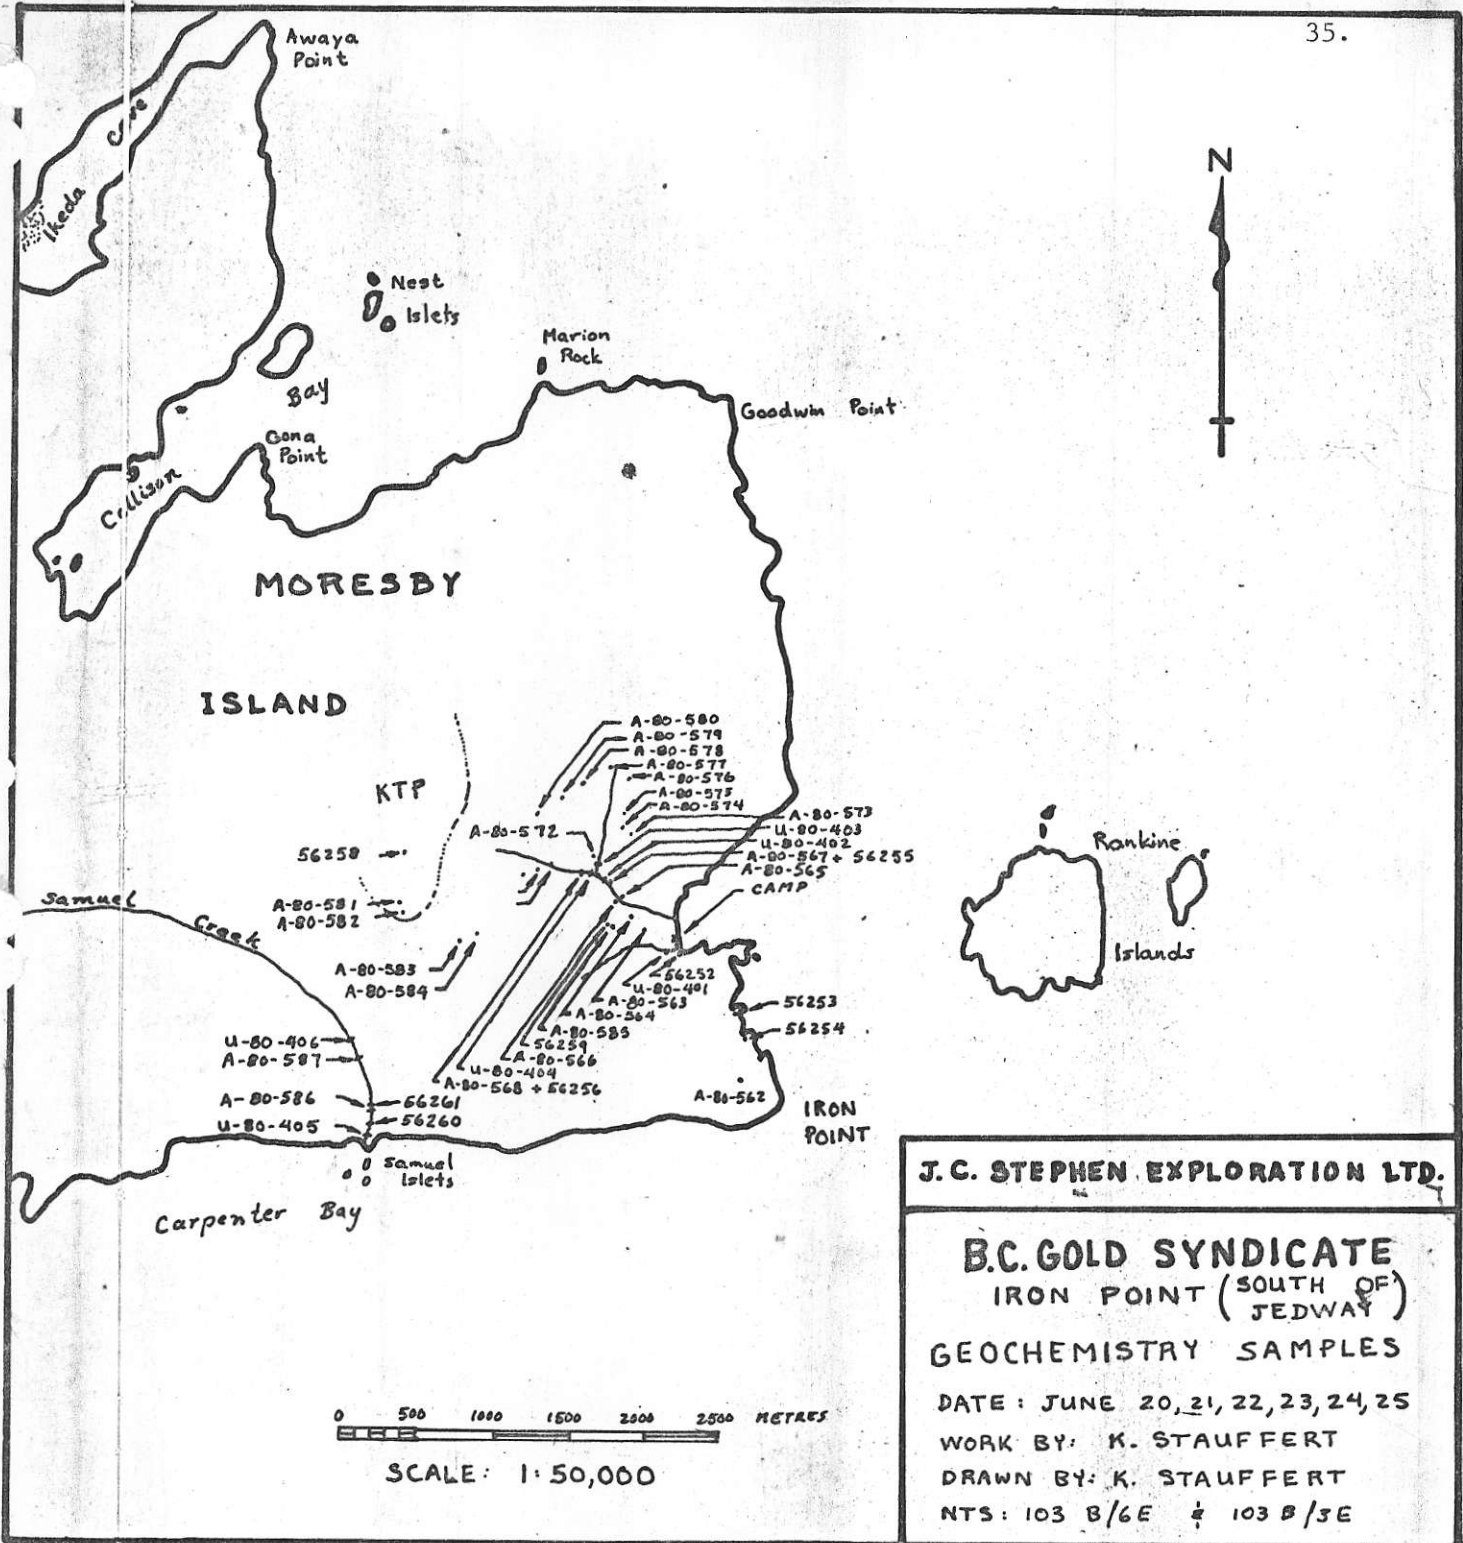 35.
Awaya
Point
Cove
Ikeda
N
Nest
Islets
Marion
Rock
Bay
Goodwin Point
Gona
Point
Collison
MORESBY
ISLAND
KTP
A-80-580
A-80-579
A-80-578
A-80-577
A-80-576
A-80-575
A-80-574
A-80-573
A-80-572
U-80-403
U-80-402
A-80-567 + 56255
A-80-565
CAMP
56258
A-80-581
A-80-582
Samuel
Creek
Rankine
Islands
A-80-583
A-80-584
56252
U-80-401
A-80-563
A-80-564
A-80-585
56259
A-80-566
U-80-404
A-80-568 + 56256
56253
56254
U-80-406
A-80-587
A-80-586
56261
U-80-405
56260
A-80-562
IRON
POINT
Samuel
Islets
Carpenter Bay
J.C. STEPHEN EXPLORATION LTD.
B.C. GOLD SYNDICATE
IRON POINT (SOUTH OF
JEDWAY)
GEOCHEMISTRY SAMPLES
DATE: JUNE 20, 21, 22, 23, 24, 25
WORK BY: K. STAUFFERT
DRAWN BY: K. STAUFFERT
NTS: 103 B/6E & 103 B/3E
0 500 1000 1500 2000 2500 METRES
SCALE: 1:50,000